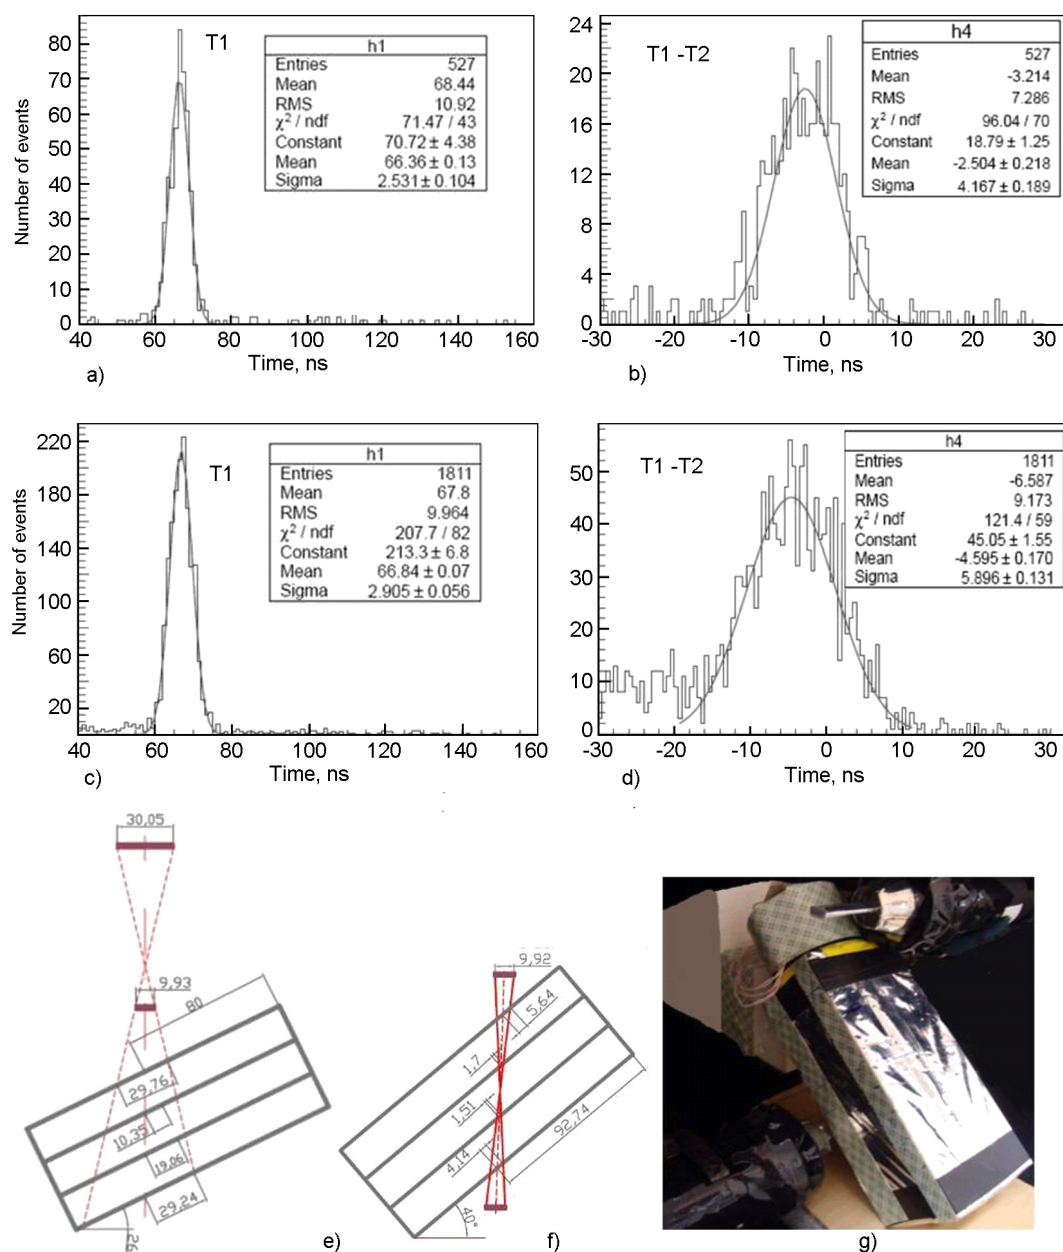 T1
h1
Entries 527
Mean 68.44
RMS 10.92
χ² / ndf 71.47 / 43
Constant 70.72 ± 4.38
Mean 66.36 ± 0.13
Sigma 2.531 ± 0.104
Number of events
80
70
60
50
40
30
20
10
0
40 60 80 100 120 140 160
Time, ns
a)
T1 -T2
h4
Entries 527
Mean -3.214
RMS 7.286
χ² / ndf 96.04 / 70
Constant 18.79 ± 1.25
Mean -2.504 ± 0.218
Sigma 4.167 ± 0.189
24
20
16
12
8
4
0
-30 -20 -10 0 10 20 30
Time, ns
b)
T1
h1
Entries 1811
Mean 67.8
RMS 9.964
χ² / ndf 207.7 / 82
Constant 213.3 ± 6.8
Mean 66.84 ± 0.07
Sigma 2.905 ± 0.056
Number of events
220
180
140
100
60
20
40 60 80 100 120 140 160
Time, ns
c)
T1 -T2
h4
Entries 1811
Mean -6.587
RMS 9.173
χ² / ndf 121.4 / 59
Constant 45.05 ± 1.55
Mean -4.595 ± 0.170
Sigma 5.896 ± 0.131
50
40
30
20
10
0
-30 -20 -10 0 10 20 30
Time, ns
d)
30,05
9,93
80
29,76
10,35
19,06
29,24
26
e)
9,92
5,64
1,7
1,51
4,14
92,74
40°
f)
g)